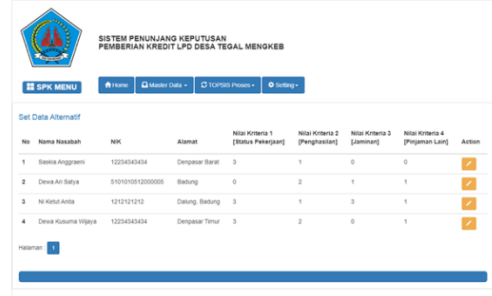 SISTEM PENUNJANG KEPUTUSAN
PEMBERIAN KREDIT LPD DESA TEGAL MENGKEB
SPK MENU
Home Master Data TOPSIS Proses Setting
Set Data Alternatif
No Nama Nasabah NIK Alamat Nilai Kriteria 1 [Status Pekerjaan] Nilai Kriteria 2 [Penghasilan] Nilai Kriteria 3 [Jaminan] Nilai Kriteria 4 [Pinjaman Lain] Action
1 Saskia Anggraeni 12234343434 Denpasar Barat 3 1 0 0
2 Dewa Ari Satya 5101010512000005 Badung 0 2 1 1
3 Ni Ketut Anita 1212121212 Dalung, Badung 3 1 3 1
4 Dewa Kusuma Wijaya 12234343434 Denpasar Timur 3 2 0 1
Halaman 1